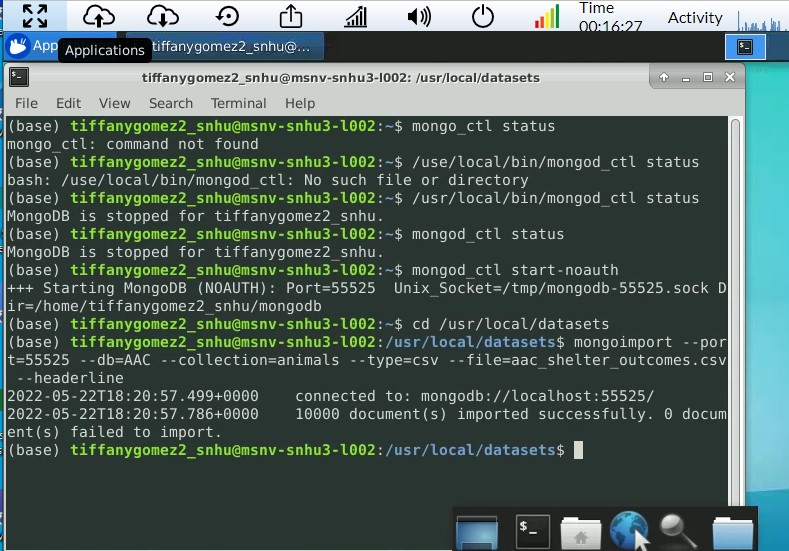 Time
00:16:27
Activity
App
Applications
tiffanygomez2_snhu@...
tiffanygomez2_snhu@msnv-snhu3-l002: /usr/local/datasets
File Edit View Search Terminal Help
(base) tiffanygomez2_snhu@msnv-snhu3-l002:~$ mongo_ctl status
mongo_ctl: command not found
(base) tiffanygomez2_snhu@msnv-snhu3-l002:~$ /use/local/bin/mongod_ctl status
bash: /use/local/bin/mongod_ctl: No such file or directory
(base) tiffanygomez2_snhu@msnv-snhu3-l002:~$ /usr/local/bin/mongod_ctl status
MongoDB is stopped for tiffanygomez2_snhu.
(base) tiffanygomez2_snhu@msnv-snhu3-l002:~$ mongod_ctl status
MongoDB is stopped for tiffanygomez2_snhu.
(base) tiffanygomez2_snhu@msnv-snhu3-l002:~$ mongod_ctl start-noauth
+++ Starting MongoDB (NOAUTH): Port=55525  Unix_Socket=/tmp/mongodb-55525.sock D
ir=/home/tiffanygomez2_snhu/mongodb
(base) tiffanygomez2_snhu@msnv-snhu3-l002:~$ cd /usr/local/datasets
(base) tiffanygomez2_snhu@msnv-snhu3-l002:/usr/local/datasets$ mongoimport --por
t=55525 --db=AAC --collection=animals --type=csv --file=aac_shelter_outcomes.csv
 --headerline
2022-05-22T18:20:57.499+0000    connected to: mongodb://localhost:55525/
2022-05-22T18:20:57.786+0000    10000 document(s) imported successfully. 0 docum
ent(s) failed to import.
(base) tiffanygomez2_snhu@msnv-snhu3-l002:/usr/local/datasets$